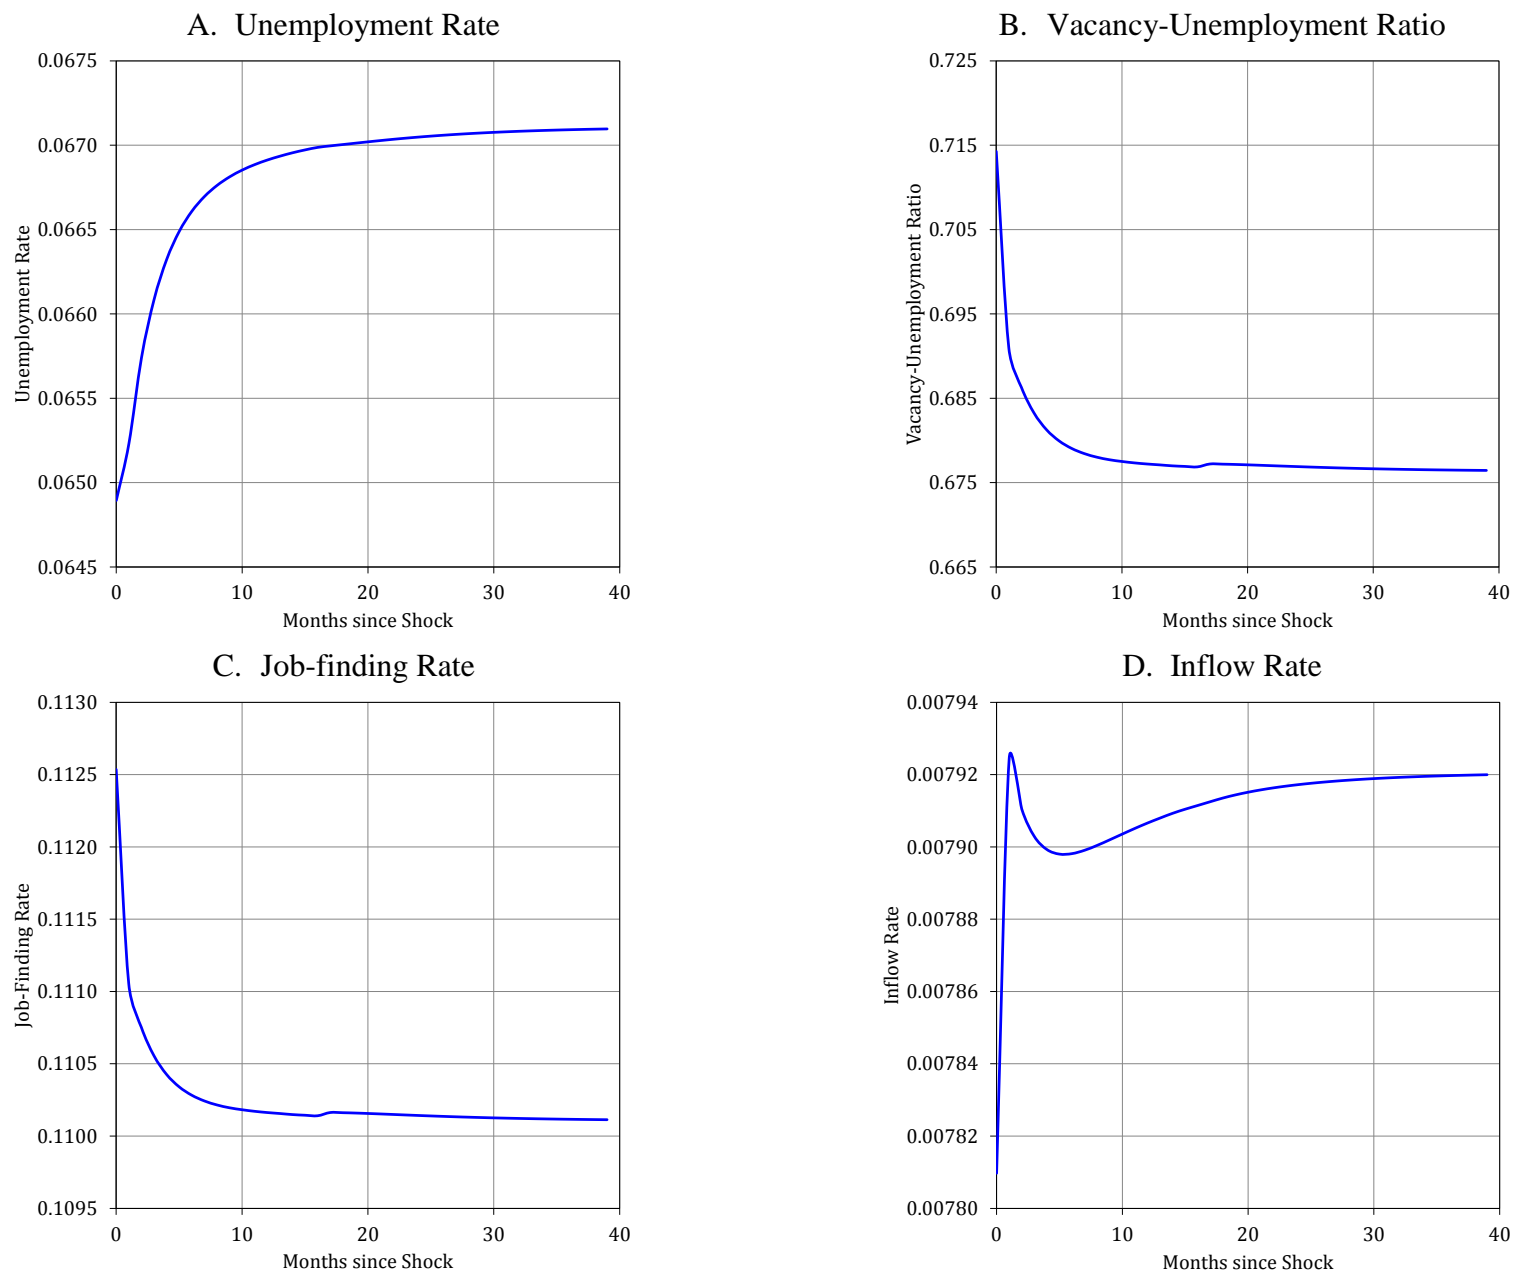 A. Unemployment Rate
0.0675
0.0670
0.0665
0.0660
0.0655
0.0650
0.0645
Unemployment Rate
0 10 20 30 40
Months since Shock
B. Vacancy-Unemployment Ratio
0.725
0.715
0.705
0.695
0.685
0.675
0.665
Vacancy-Unemployment Ratio
0 10 20 30 40
Months since Shock
C. Job-finding Rate
0.1130
0.1125
0.1120
0.1115
0.1110
0.1105
0.1100
0.1095
Job-Finding Rate
0 10 20 30 40
Months since Shock
D. Inflow Rate
0.00794
0.00792
0.00790
0.00788
0.00786
0.00784
0.00782
0.00780
Inflow Rate
0 10 20 30 40
Months since Shock